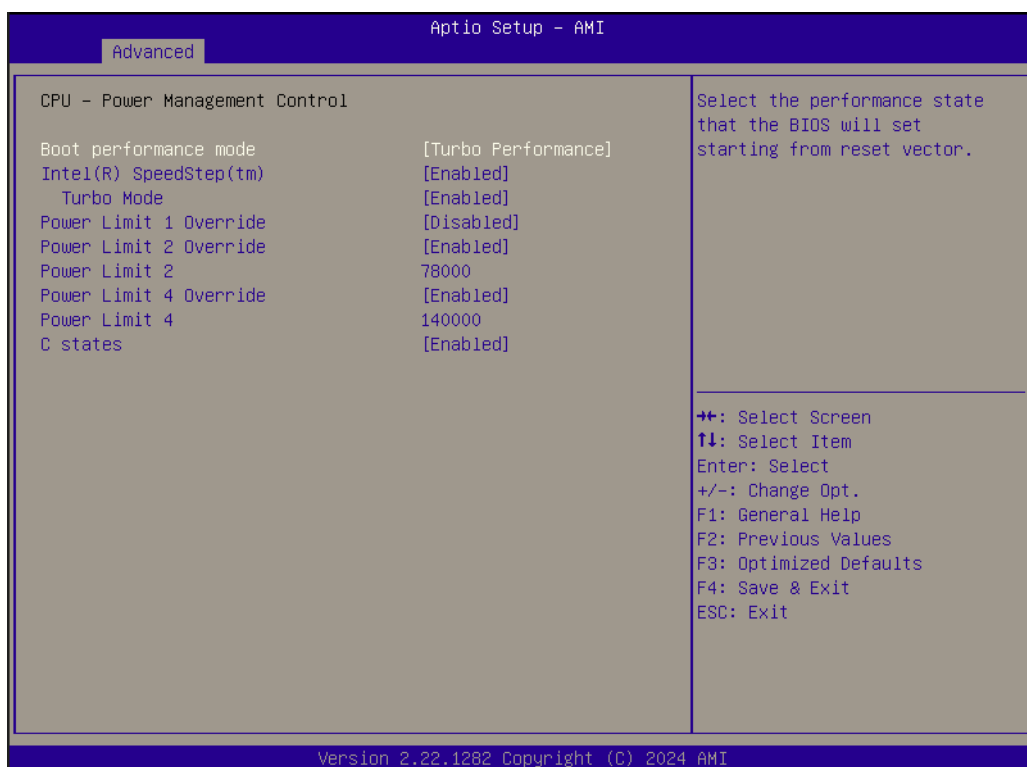 Aptio Setup – AMI
Advanced
CPU – Power Management Control
Boot performance mode [Turbo Performance]
Intel(R) SpeedStep(tm) [Enabled]
Turbo Mode [Enabled]
Power Limit 1 Override [Disabled]
Power Limit 2 Override [Enabled]
Power Limit 2 78000
Power Limit 4 Override [Enabled]
Power Limit 4 140000
C states [Enabled]
Select the performance state
that the BIOS will set
starting from reset vector.
→←: Select Screen
↑↓: Select Item
Enter: Select
+/-: Change Opt.
F1: General Help
F2: Previous Values
F3: Optimized Defaults
F4: Save & Exit
ESC: Exit
Version 2.22.1282 Copyright (C) 2024 AMI